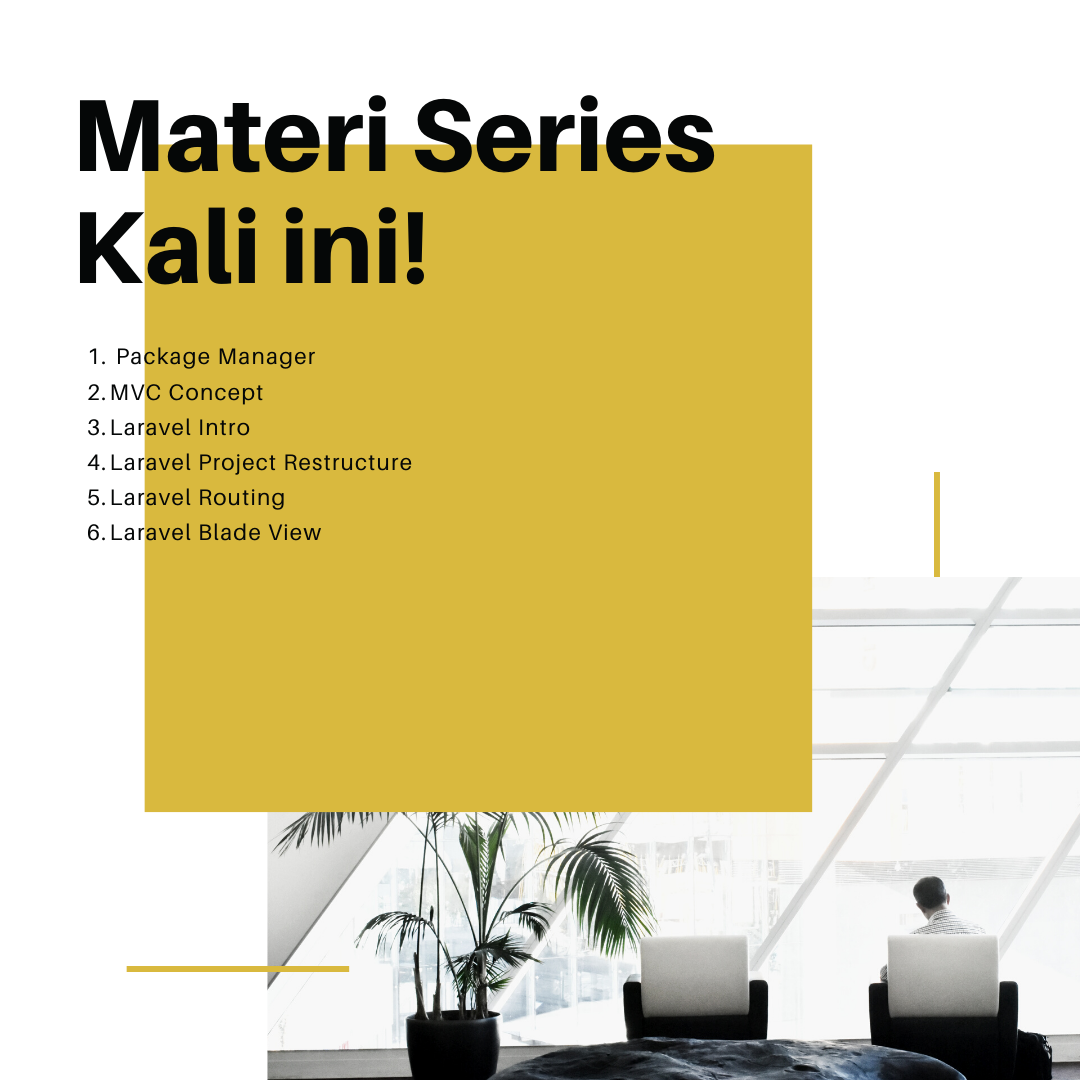 Materi Series
Kali ini!
1. Package Manager
2. MVC Concept
3. Laravel Intro
4. Laravel Project Restructure
5. Laravel Routing
6. Laravel Blade View